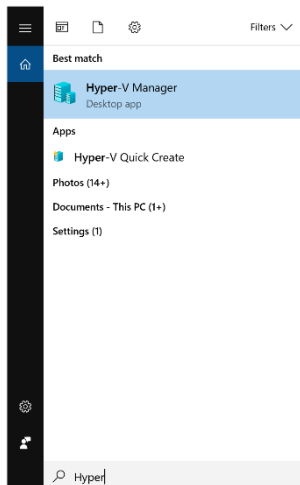 Filters
Best match
Hyper-V Manager
Desktop app
Apps
Hyper-V Quick Create
Photos (14+)
Documents - This PC (1+)
Settings (1)
Hyper